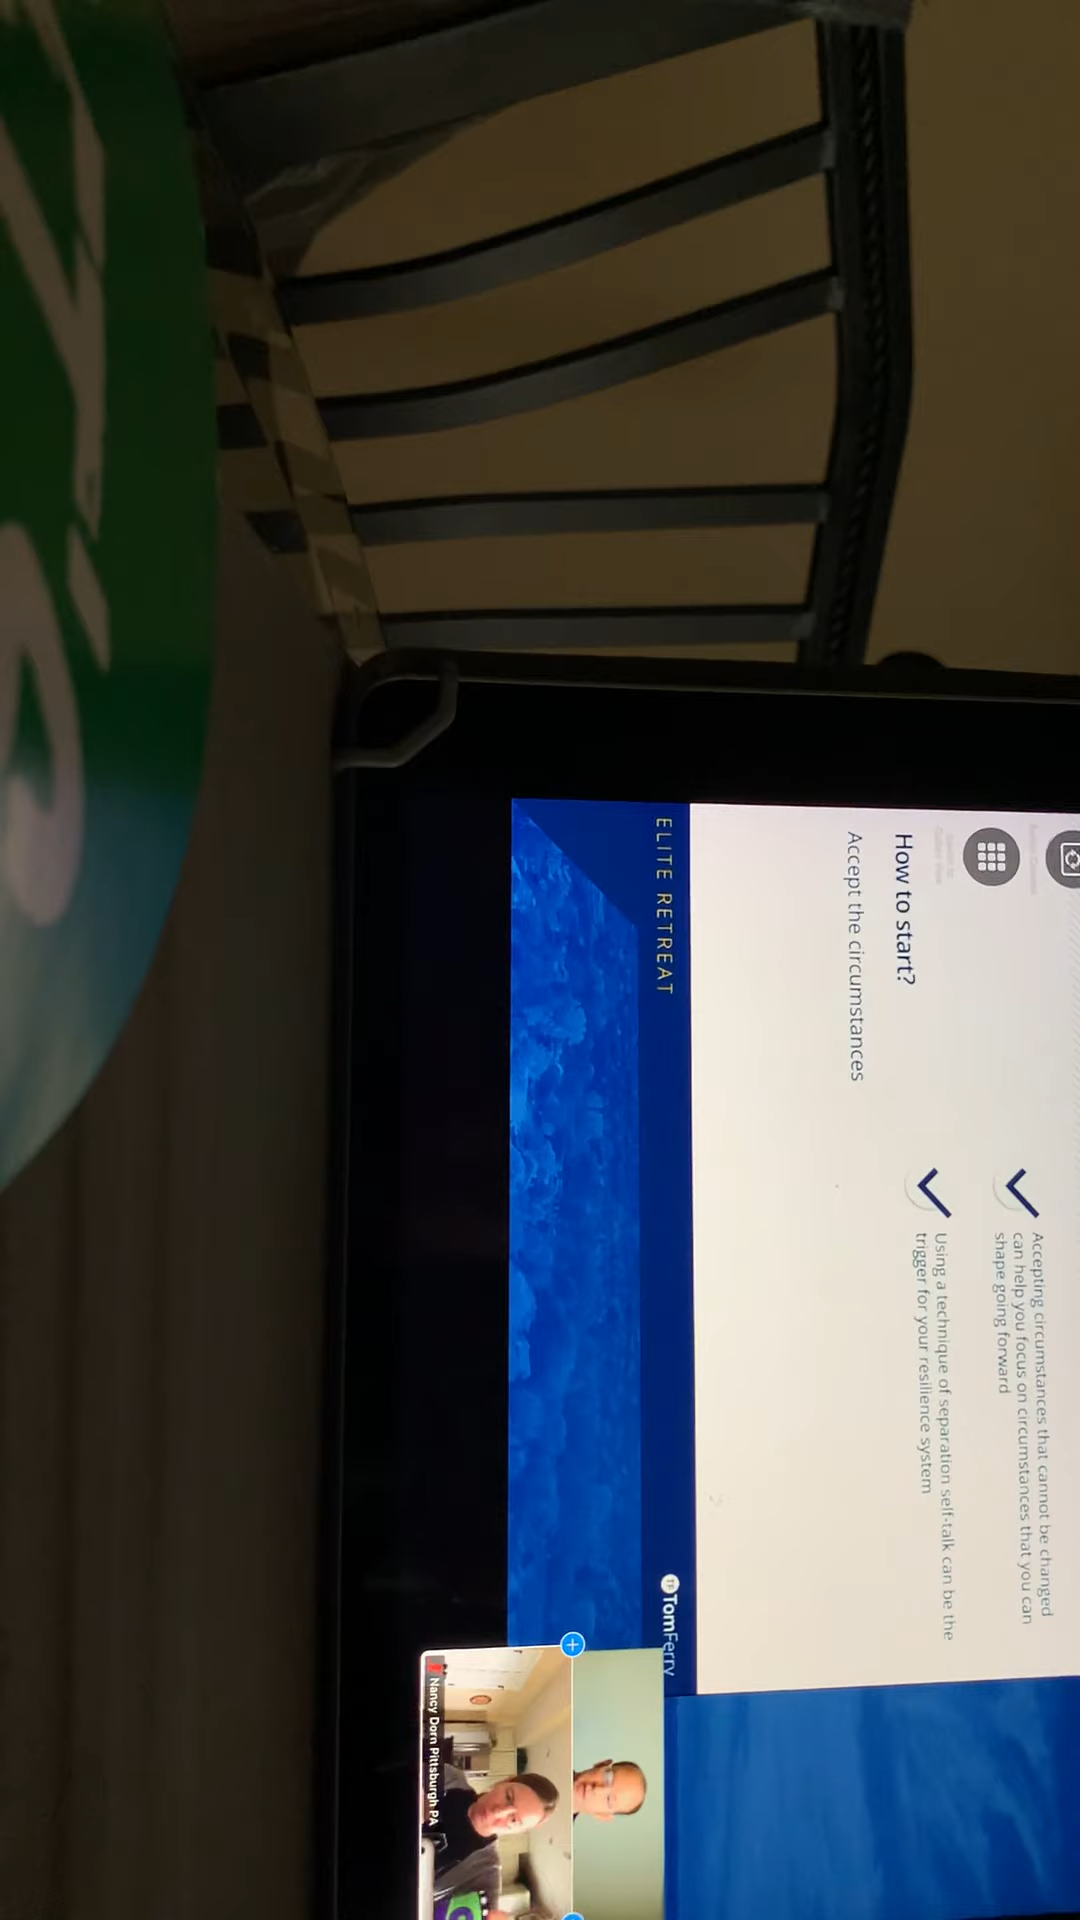 How to start?
Accept the circumstances
Accepting circumstances that cannot be changed
can help you focus on circumstances that you can
shape going forward
Using a technique of separation self-talk can be the
trigger for your resilience system
ELITE RETREAT
TF TomFerry
Nancy Dorn Pittsburgh PA